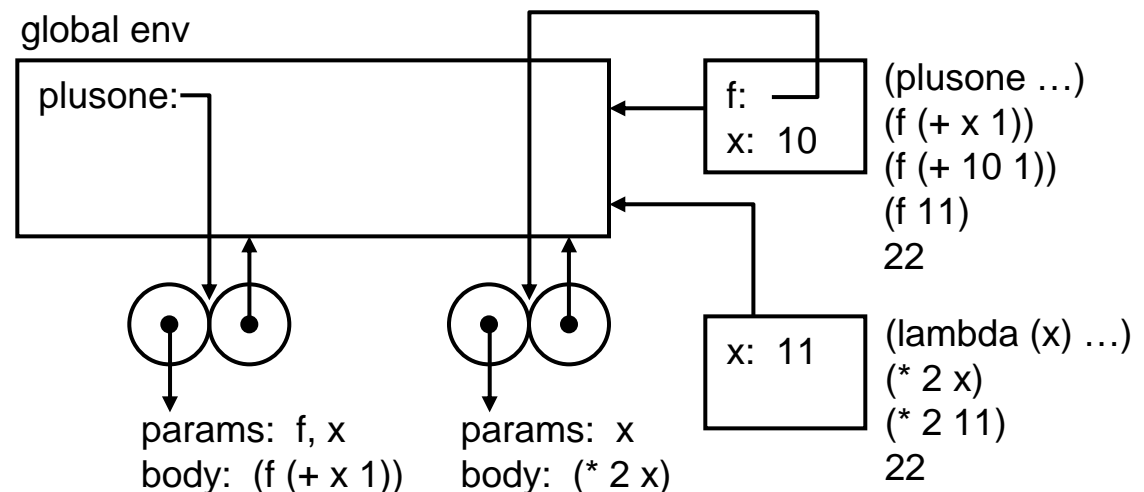 global env
plusone:
f:
x: 10
(plusone …)
(f (+ x 1))
(f (+ 10 1))
(f 11)
22
x: 11
(lambda (x) …)
(* 2 x)
(* 2 11)
22
params: f, x
body: (f (+ x 1))
params: x
body: (* 2 x)